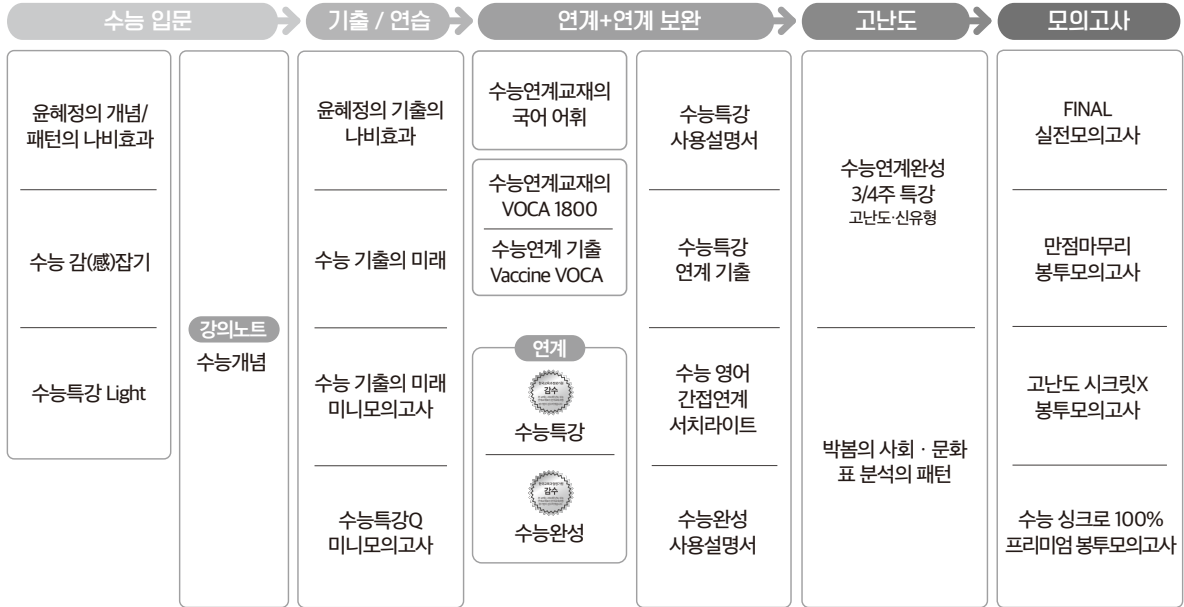 수능 입문
기출 / 연습
연계+연계 보완
고난도
모의고사
윤혜정의 개념/
패턴의 나비효과
수능 감(感)잡기
수능특강 Light
강의노트
수능개념
윤혜정의 기출의
나비효과
수능 기출의 미래
수능 기출의 미래
미니모의고사
수능특강Q
미니모의고사
수능연계교재의
국어 어휘
수능연계교재의
VOCA 1800
수능연계 기출
Vaccine VOCA
연계
감수
수능특강
감수
수능완성
수능특강
사용설명서
수능특강
연계 기출
수능 영어
간접연계
서치라이트
수능완성
사용설명서
수능연계완성
3/4주 특강
고난도·신유형
박봄의 사회 · 문화
표 분석의 패턴
FINAL
실전모의고사
만점마무리
봉투모의고사
고난도 시크릿X
봉투모의고사
수능 싱크로 100%
프리미엄 봉투모의고사